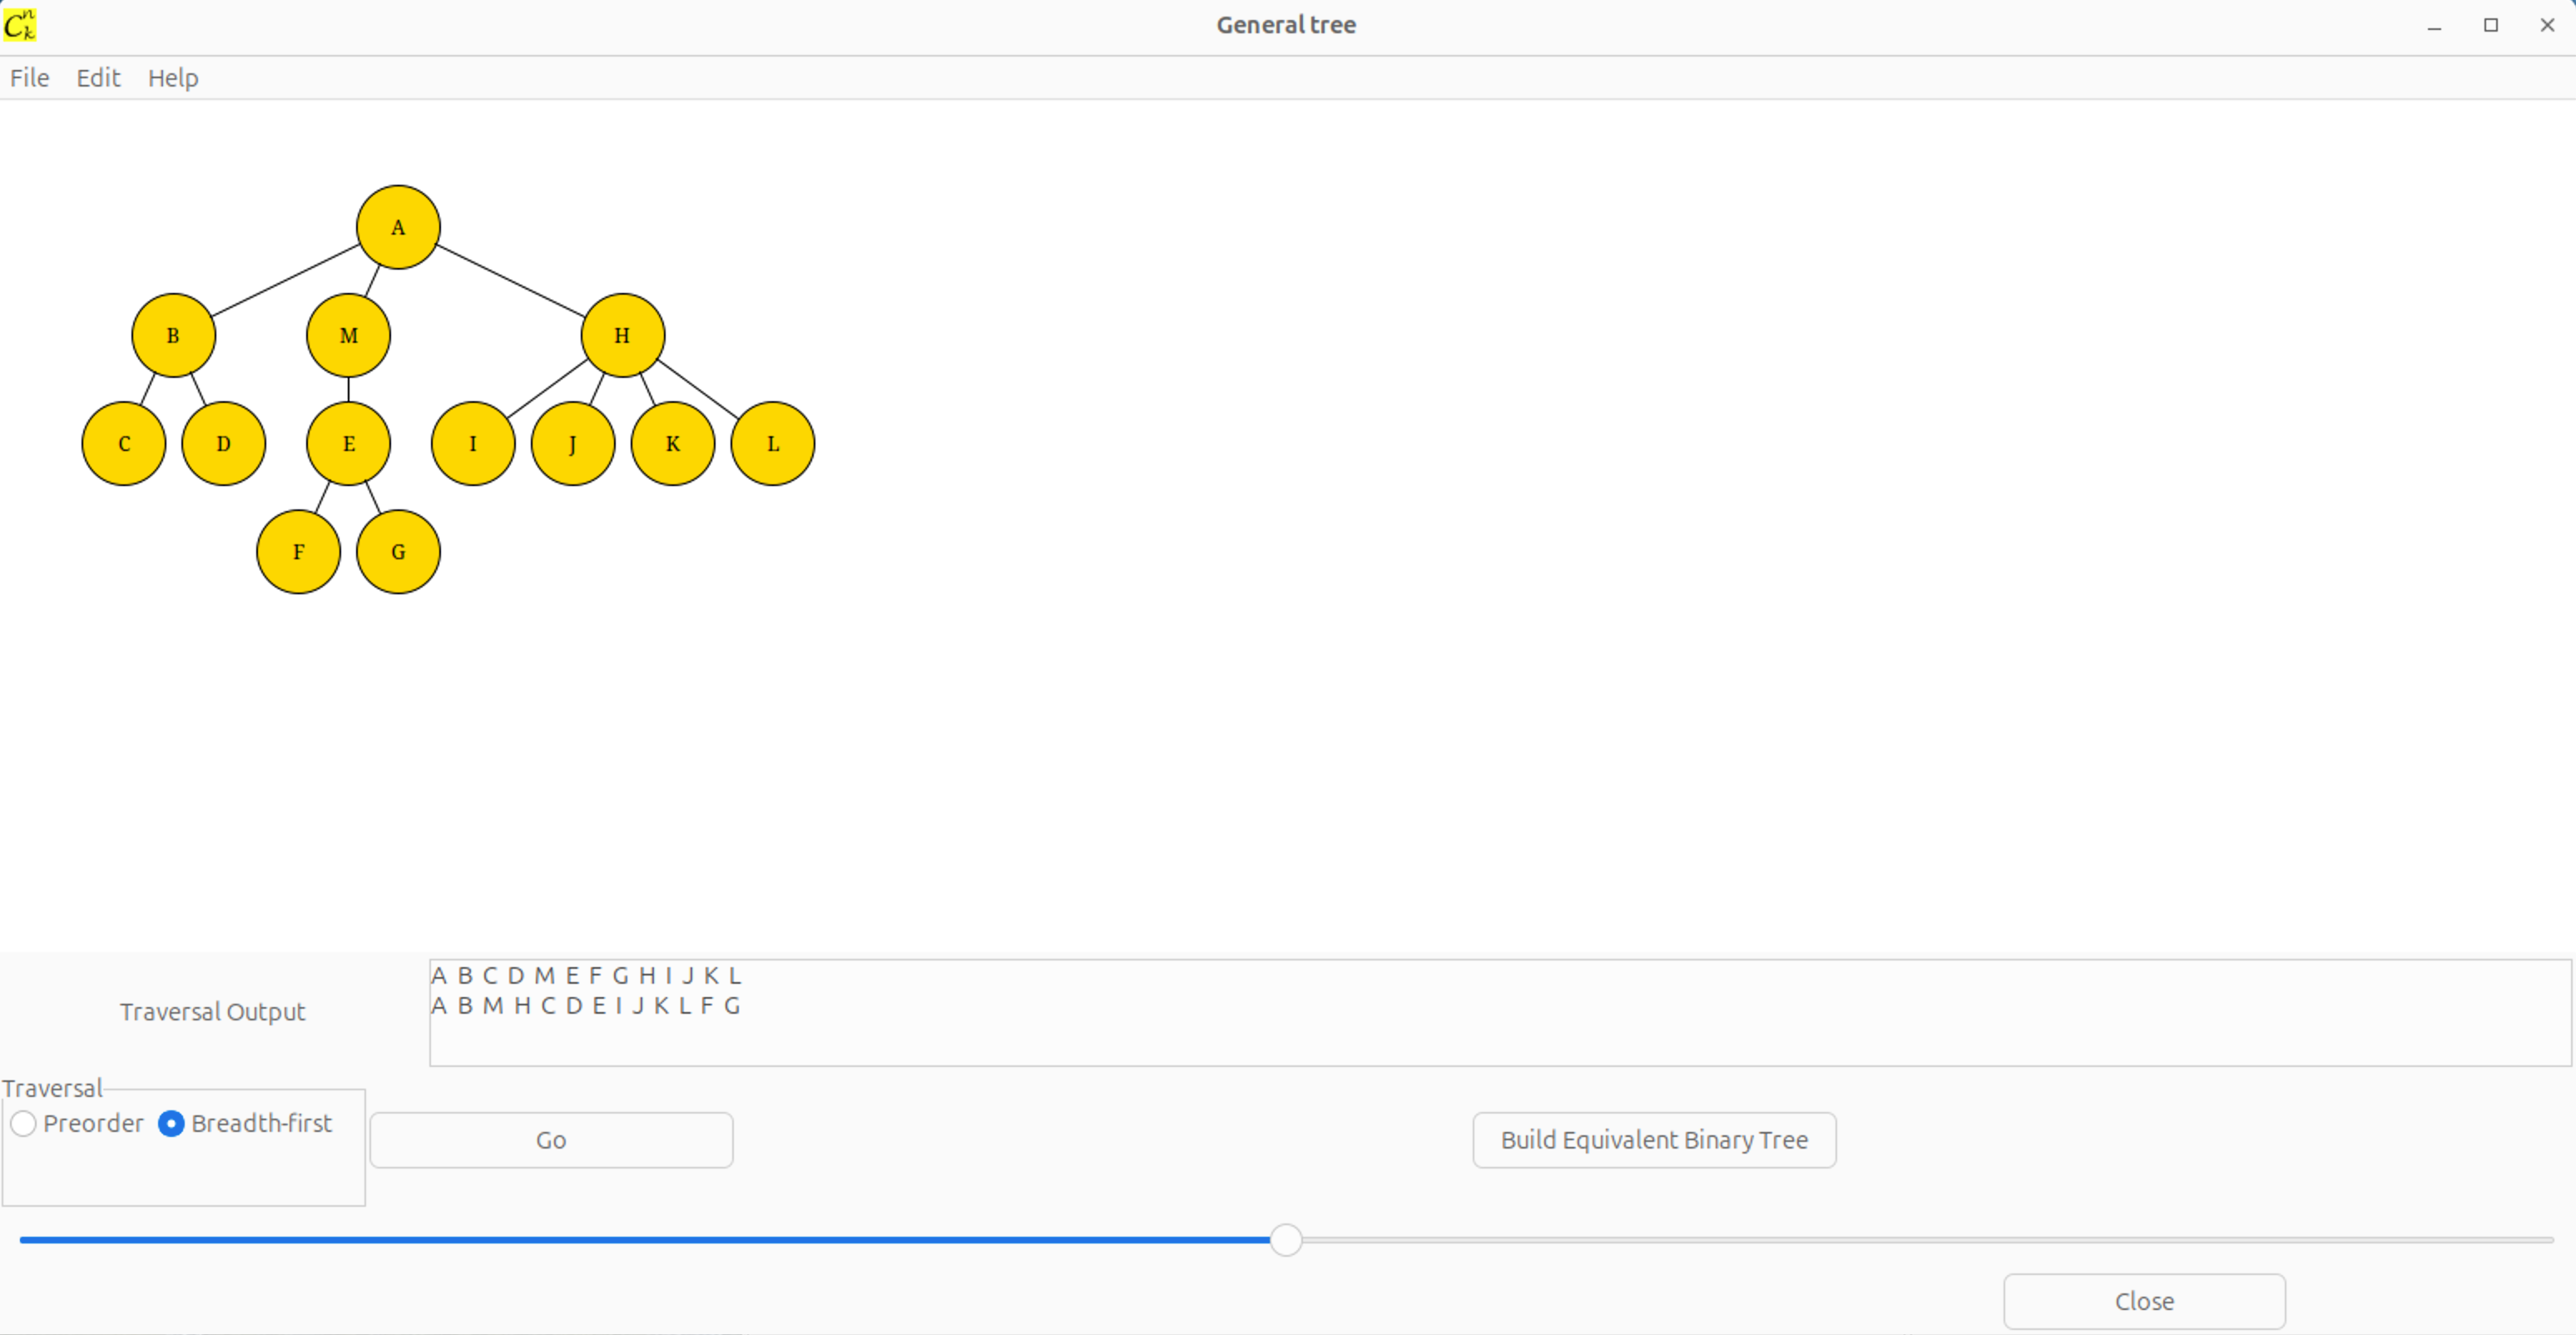 C n k
General tree
File Edit Help
A
B M H
C D E I J K L
F G
A B C D M E F G H I J K L
A B M H C D E I J K L F G
Traversal Output
Traversal
Preorder Breadth-first
Go
Build Equivalent Binary Tree
Close